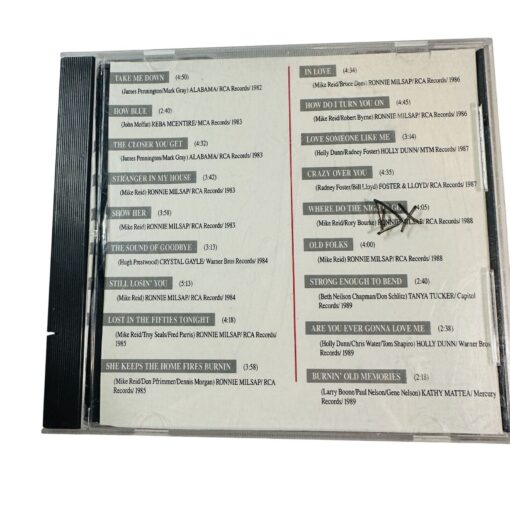 TAKE ME DOWN (4:50)
(James Pennington/Mark Gray) ALABAMA/ RCA Records/ 1982
HOW BLUE (2:40)
(John Moffat) REBA MCENTIRE/ MCA Records/ 1983
THE CLOSER YOU GET (4:32)
(James Pennington/Mark Gray) ALABAMA/ RCA Records/ 1983
STRANGER IN MY HOUSE (3:42)
(Mike Reid) RONNIE MILSAP/ RCA Records/ 1983
SHOW HER (3:58)
(Mike Reid) RONNIE MILSAP/ RCA Records/ 1983
THE SOUND OF GOODBYE (3:13)
(Hugh Prestwood) CRYSTAL GAYLE/ Warner Bros Records/ 1984
STILL LOSIN' YOU (5:13)
(Mike Reid) RONNIE MILSAP/ RCA Records/ 1984
LOST IN THE FIFTIES TONIGHT (4:18)
(Mike Reid/Troy Seals/Fred Parris) RONNIE MILSAP/ RCA Records/
1985
SHE KEEPS THE HOME FIRES BURNIN (3:58)
(Mike Reid/Don Pfrimmer/Dennis Morgan) RONNIE MILSAP/ RCA
Records/ 1985
IN LOVE (4:34)
(Mike Reid/Bruce Dees) RONNIE MILSAP/ RCA Records/ 1986
HOW DO I TURN YOU ON (4:45)
(Mike Reid/Robert Byrne) RONNIE MILSAP/ RCA Records/ 1986
LOVE SOMEONE LIKE ME (3:14)
(Holly Dunn/Radney Foster) HOLLY DUNN/ MTM Records/ 1987
CRAZY OVER YOU (4:35)
(Radney Foster/Bill Lloyd) FOSTER & LLOYD/ RCA Records/ 1987
WHERE DO THE NIGHTS GO (4:05)
(Mike Reid/Rory Bourke) RONNIE MILSAP/ RCA Records/ 1988
OLD FOLKS (4:00)
(Mike Reid) RONNIE MILSAP/ RCA Records/ 1988
STRONG ENOUGH TO BEND (2:40)
(Beth Neilson Chapman/Don Schlitz) TANYA TUCKER/ Capitol
Records/ 1989
ARE YOU EVER GONNA LOVE ME (2:38)
(Holly Dunn/Chris Water/Tom Shapiro) HOLLY DUNN/ Warner Bros
Records/ 1989
BURNIN' OLD MEMORIES (2:18)
(Larry Boone/Paul Nelson/Gene Nelson) KATHY MATTEA/ Mercury
Records/ 1989